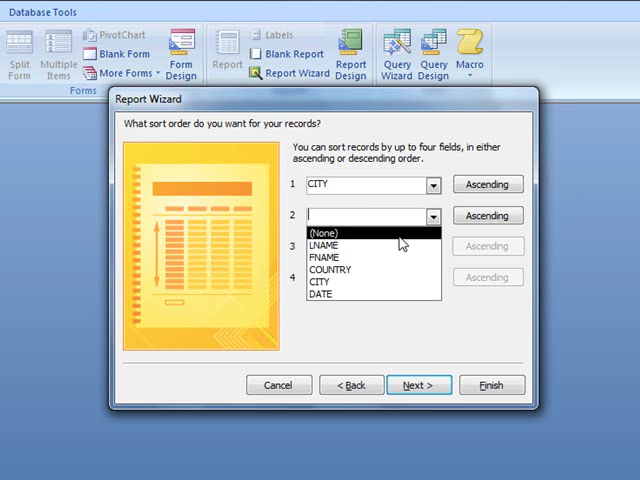 Database Tools
Split Form
Multiple Items
PivotChart
Blank Form
More Forms
Form Design
Forms
Report
Labels
Blank Report
Report Wizard
Report Design
Query Wizard
Query Design
Macro
Report Wizard
What sort order do you want for your records?
You can sort records by up to four fields, in either
ascending or descending order.
1 CITY Ascending
2 Ascending
(None)
LNAME
3 Ascending
FNAME
COUNTRY
4 Ascending
CITY
DATE
Cancel < Back Next > Finish